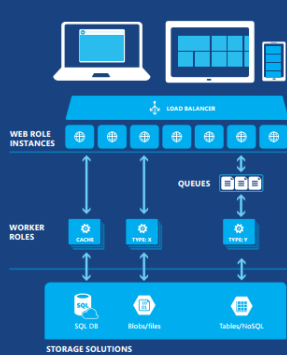 LOAD BALANCER
WEB ROLE
INSTANCES
QUEUES
WORKER
ROLES
CACHE
TYPE: X
TYPE: Y
SQL
SQL DB
Blobs/files
Tables/NoSQL
STORAGE SOLUTIONS